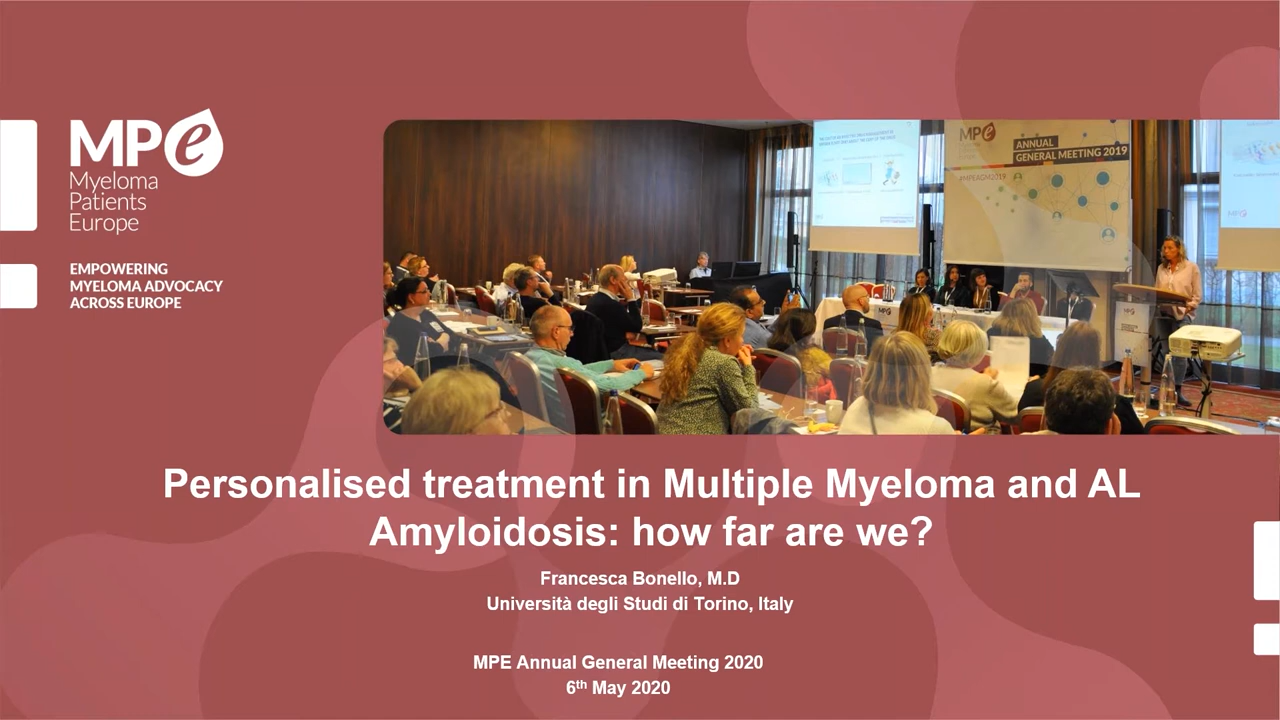 MPe
Myeloma
Patients
Europe
EMPOWERING
MYELOMA ADVOCACY
ACROSS EUROPE
MPe
ANNUAL
GENERAL MEETING 2019
#MPEAGM2019
Personalised treatment in Multiple Myeloma and AL
Amyloidosis: how far are we?
Francesca Bonello, M.D
Università degli Studi di Torino, Italy
MPE Annual General Meeting 2020
6th May 2020